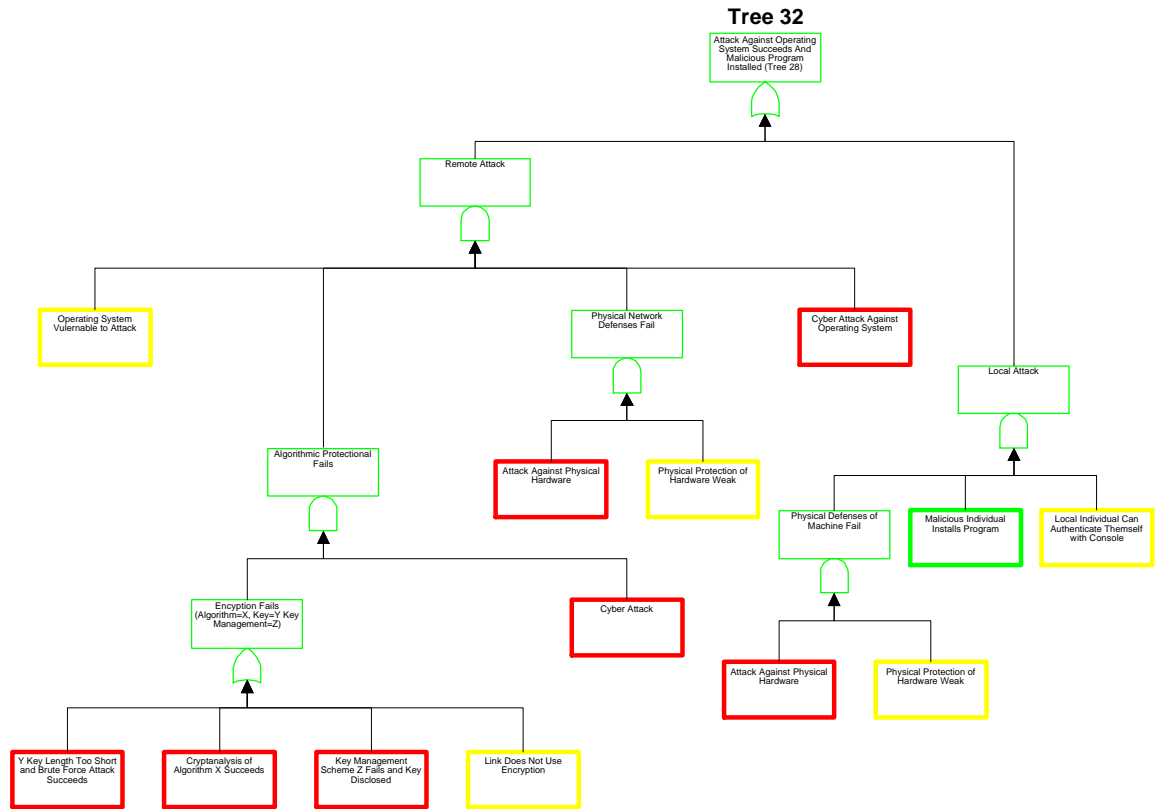 Tree 32
Attack Against Operating
System Succeeds And
Malicious Program
Installed (Tree 28)
Remote Attack
Operating System
Vulernable to Attack
Physical Network
Defenses Fail
Cyber Attack Against
Operating System
Local Attack
Algorithmic Protectional
Fails
Attack Against Physical
Hardware
Physical Protection of
Hardware Weak
Physical Defenses of
Machine Fail
Malicious Individual
Installs Program
Local Individual Can
Authenticate Themself
with Console
Encyption Fails
(Algorithm=X, Key=Y Key
Management=Z)
Cyber Attack
Attack Against Physical
Hardware
Physical Protection of
Hardware Weak
Y Key Length Too Short
and Brute Force Attack
Succeeds
Cryptanalysis of
Algorithm X Succeeds
Key Management
Scheme Z Fails and Key
Disclosed
Link Does Not Use
Encryption